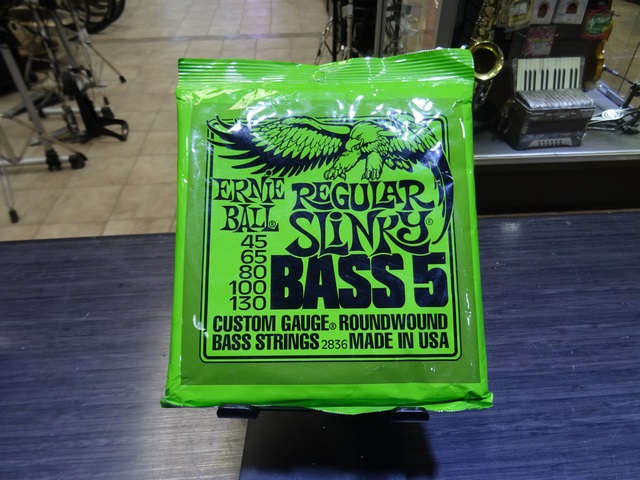 ERNIE
BALL®
REGULAR
SLINKY®
BASS 5
45
65
80
100
130
CUSTOM GAUGE® ROUNDWOUND
BASS STRINGS 2836 MADE IN USA